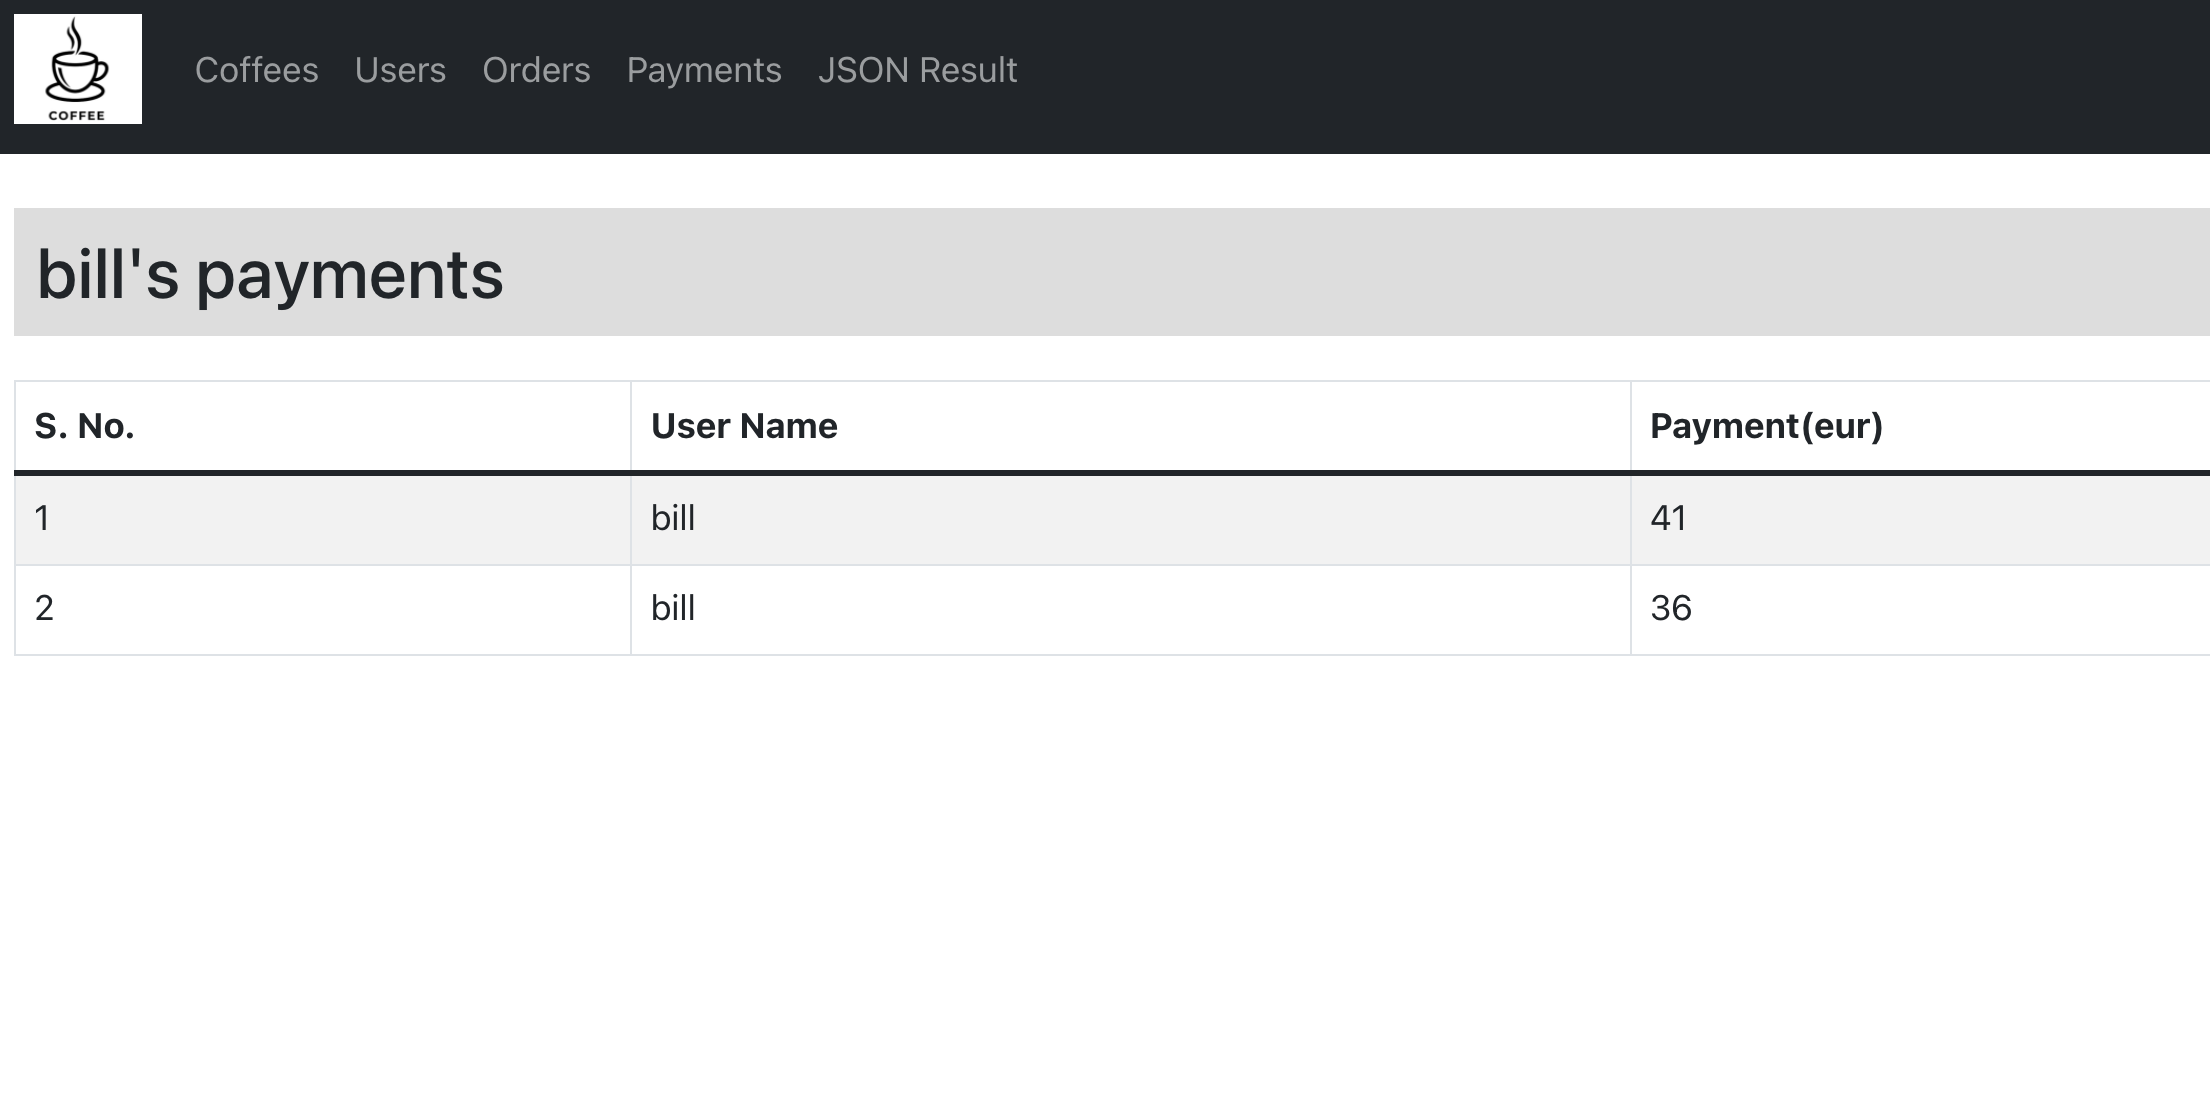 COFFEE
Coffees Users Orders Payments JSON Result
bill's payments
S. No. User Name Payment(eur)
1 bill 41
2 bill 36